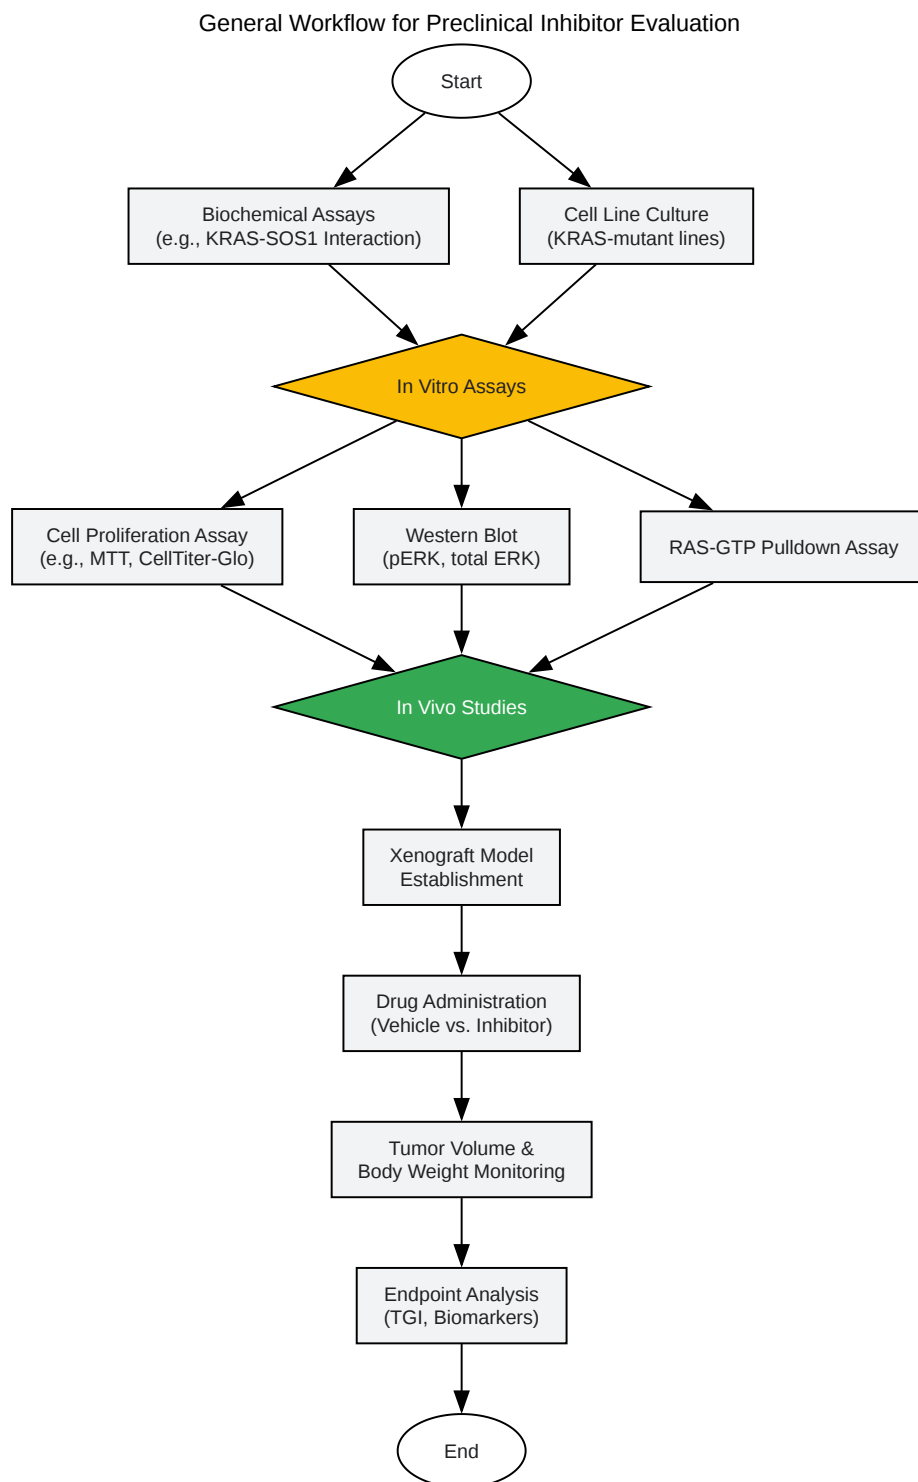 General Workflow for Preclinical Inhibitor Evaluation
Start
Biochemical Assays
(e.g., KRAS-SOS1 Interaction)
Cell Line Culture
(KRAS-mutant lines)
In Vitro Assays
Cell Proliferation Assay
(e.g., MTT, CellTiter-Glo)
Western Blot
(pERK, total ERK)
RAS-GTP Pulldown Assay
In Vivo Studies
Xenograft Model
Establishment
Drug Administration
(Vehicle vs. Inhibitor)
Tumor Volume &
Body Weight Monitoring
Endpoint Analysis
(TGI, Biomarkers)
End